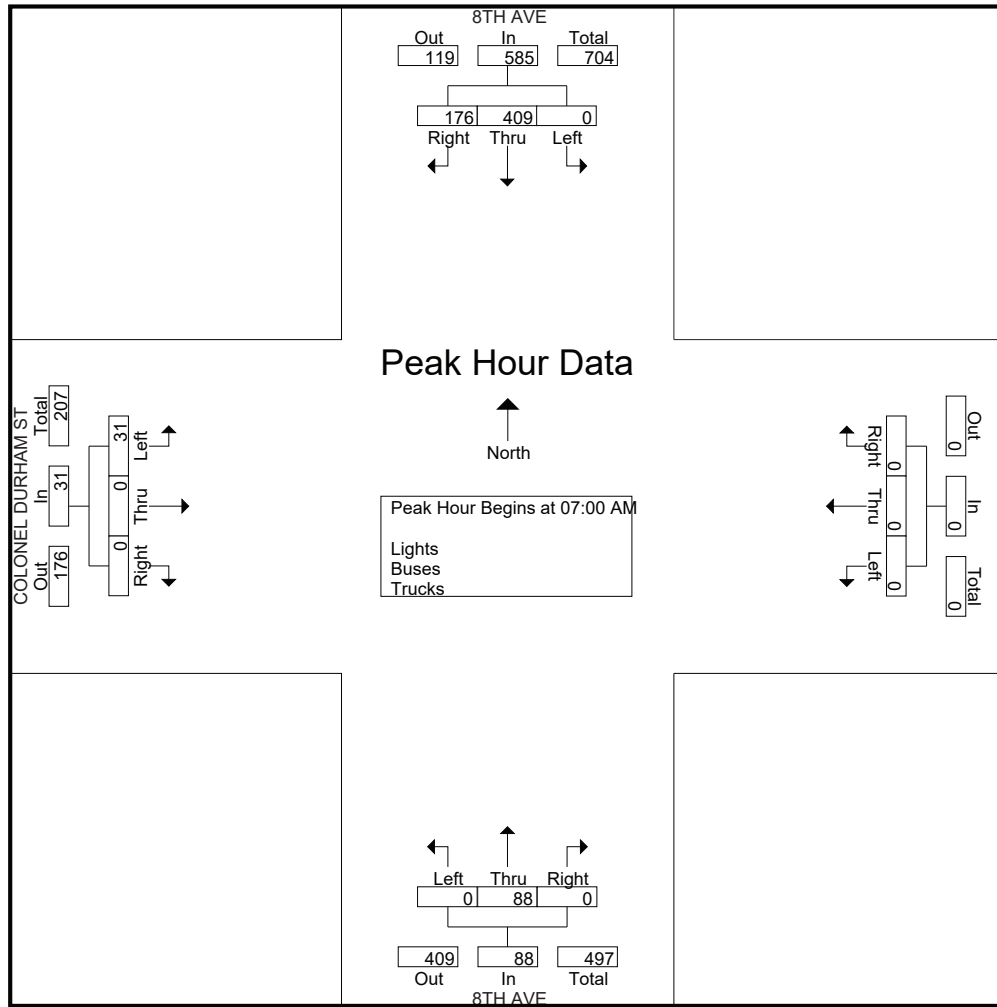 8TH AVE
Out In Total
119 585 704
176 409 0
Right Thru Left
Peak Hour Data
North
Peak Hour Begins at 07:00 AM
Lights
Buses
Trucks
COLONEL DURHAM ST
Out In Total
176 31 207
0 0 31
Right Thru Left
Out In Total
0 0 0
0 0 0
Right Thru Left
Left Thru Right
0 88 0
409 88 497
Out In Total
8TH AVE